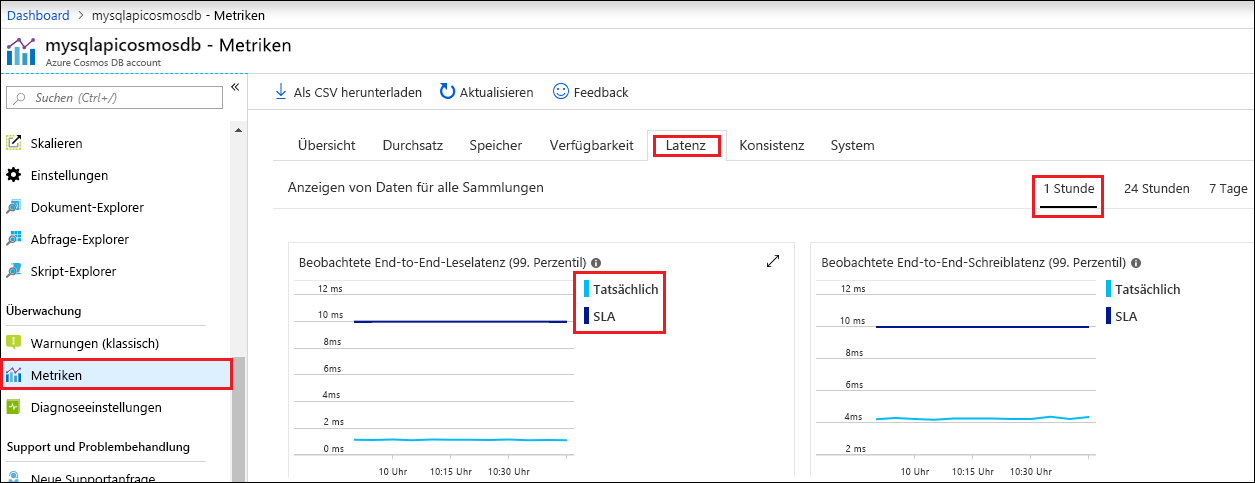 Dashboard > mysqlapicosmosdb - Metriken
mysqlapicosmosdb - Metriken
Azure Cosmos DB account
Suchen (Ctrl+/)
«
Skalieren
Einstellungen
Dokument-Explorer
Abfrage-Explorer
Skript-Explorer
Überwachung
Warnungen (klassisch)
Metriken
Diagnoseeinstellungen
Support und Problembehandlung
Neue Supportanfrage
Als CSV herunterladen Aktualisieren Feedback
Übersicht Durchsatz Speicher Verfügbarkeit Latenz Konsistenz System
Anzeigen von Daten für alle Sammlungen 1 Stunde 24 Stunden 7 Tage
Beobachtete End-to-End-Leselatenz (99. Perzentil)
12 ms
10 ms
8ms
6ms
4ms
2 ms
0 ms
10 Uhr 10:15 Uhr 10:30 Uhr
Tatsächlich
SLA
Beobachtete End-to-End-Schreiblatenz (99. Perzentil)
12 ms
10 ms
8ms
6ms
4ms
2 ms
10 Uhr 10:15 Uhr 10:30 Uhr
Tatsächlich
SLA